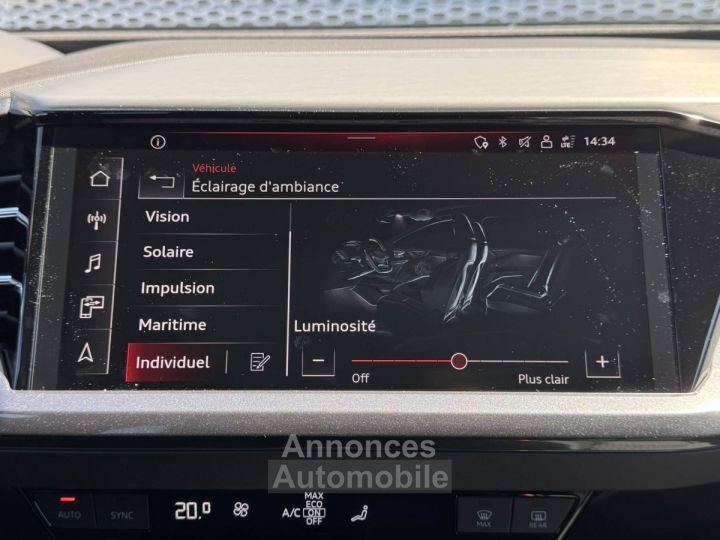 LTE 14:34
Véhicule
Éclairage d'ambiance
Vision
Solaire
Impulsion
Maritime
Individuel
Luminosité
− +
Off Plus clair
Annonces
Automobile
AUTO SYNC 20.0 A/C MAX ECO ON OFF MAX REAR